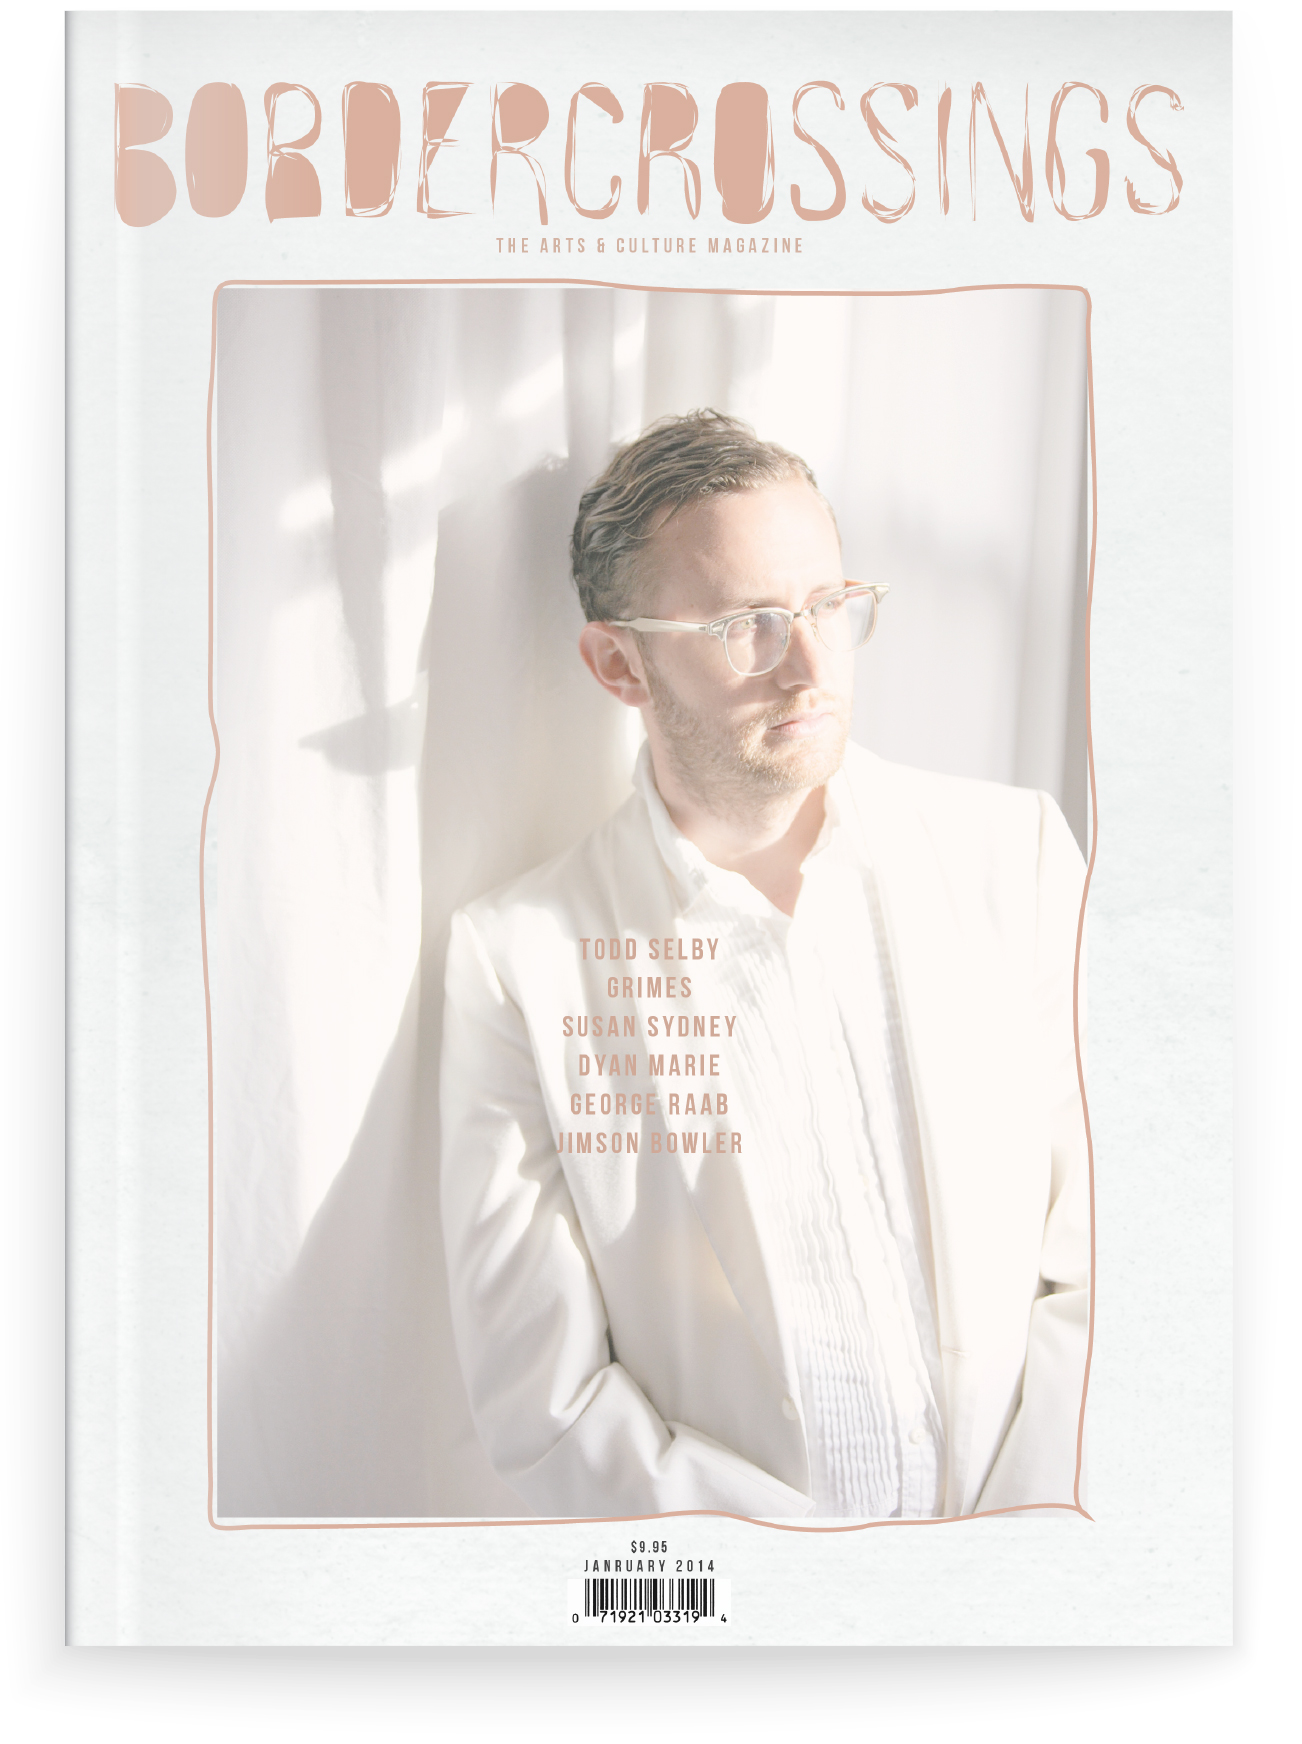 BORDERCROSSINGS
THE ARTS & CULTURE MAGAZINE
TODD SELBY
GRIMES
SUSAN SYDNEY
DYAN MARIE
GEORGE RAAB
JIMSON BOWLER
$9.95
JANRUARY 2014
0 71921 03319 4